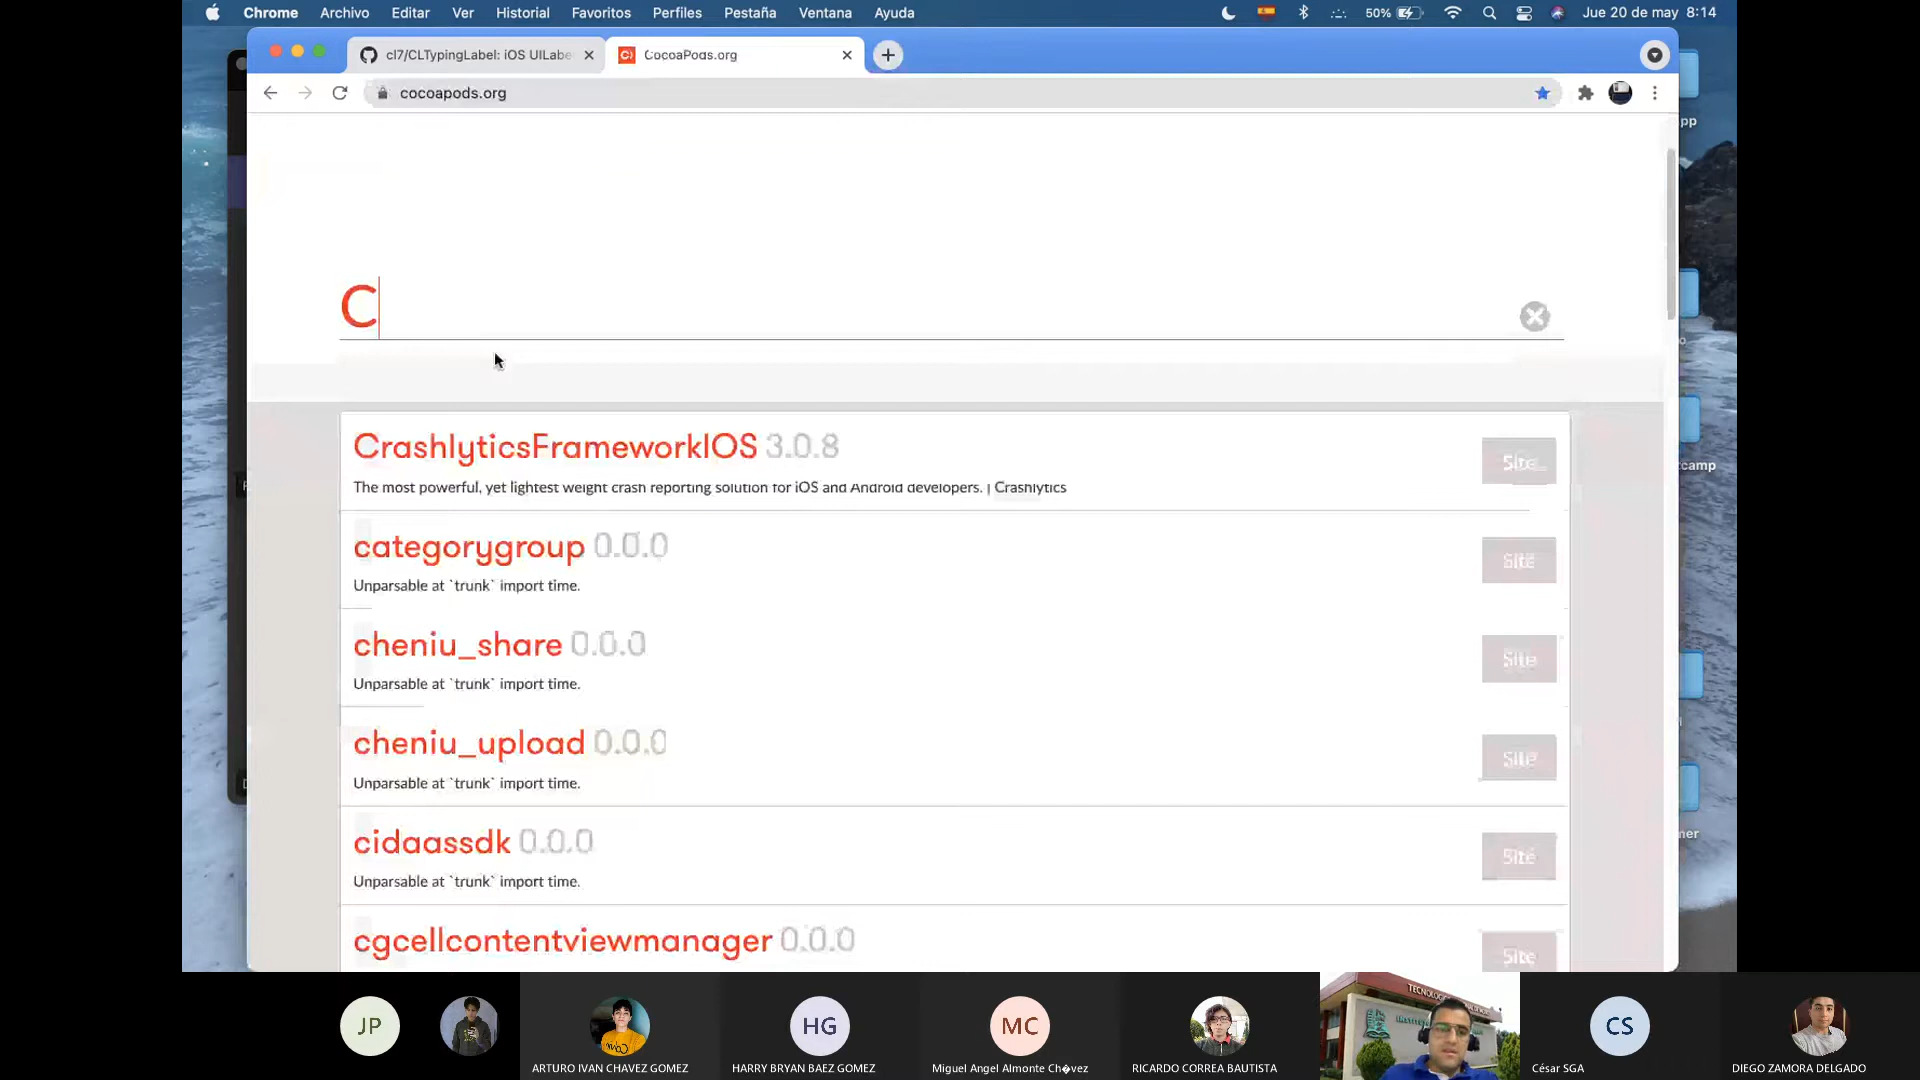 Chrome Archivo Editar Ver Historial Favoritos Perfiles Pestaña Ventana Ayuda 50% Jue 20 de may 8:14
cl7/CLTypingLabel: iOS UILabe CocoaPods.org
cocoapods.org
pp
C
CrashlyticsFrameworkIOS 3.0.8 Site
The most powerful, yet lightest weight crash reporting solution for iOS and Android developers. | Crashlytics
camp
categorygroup 0.0.0 Site
Unparsable at `trunk` import time.
cheniu_share 0.0.0 Site
Unparsable at `trunk` import time.
cheniu_upload 0.0.0 Site
Unparsable at `trunk` import time.
mer
cidaassdk 0.0.0 Site
Unparsable at `trunk` import time.
cgcellcontentviewmanager 0.0.0 Site
JP HG MC CS
ARTURO IVAN CHAVEZ GOMEZ HARRY BRYAN BAEZ GOMEZ Miguel Angel Almonte Ch�vez RICARDO CORREA BAUTISTA César SGA DIEGO ZAMORA DELGADO